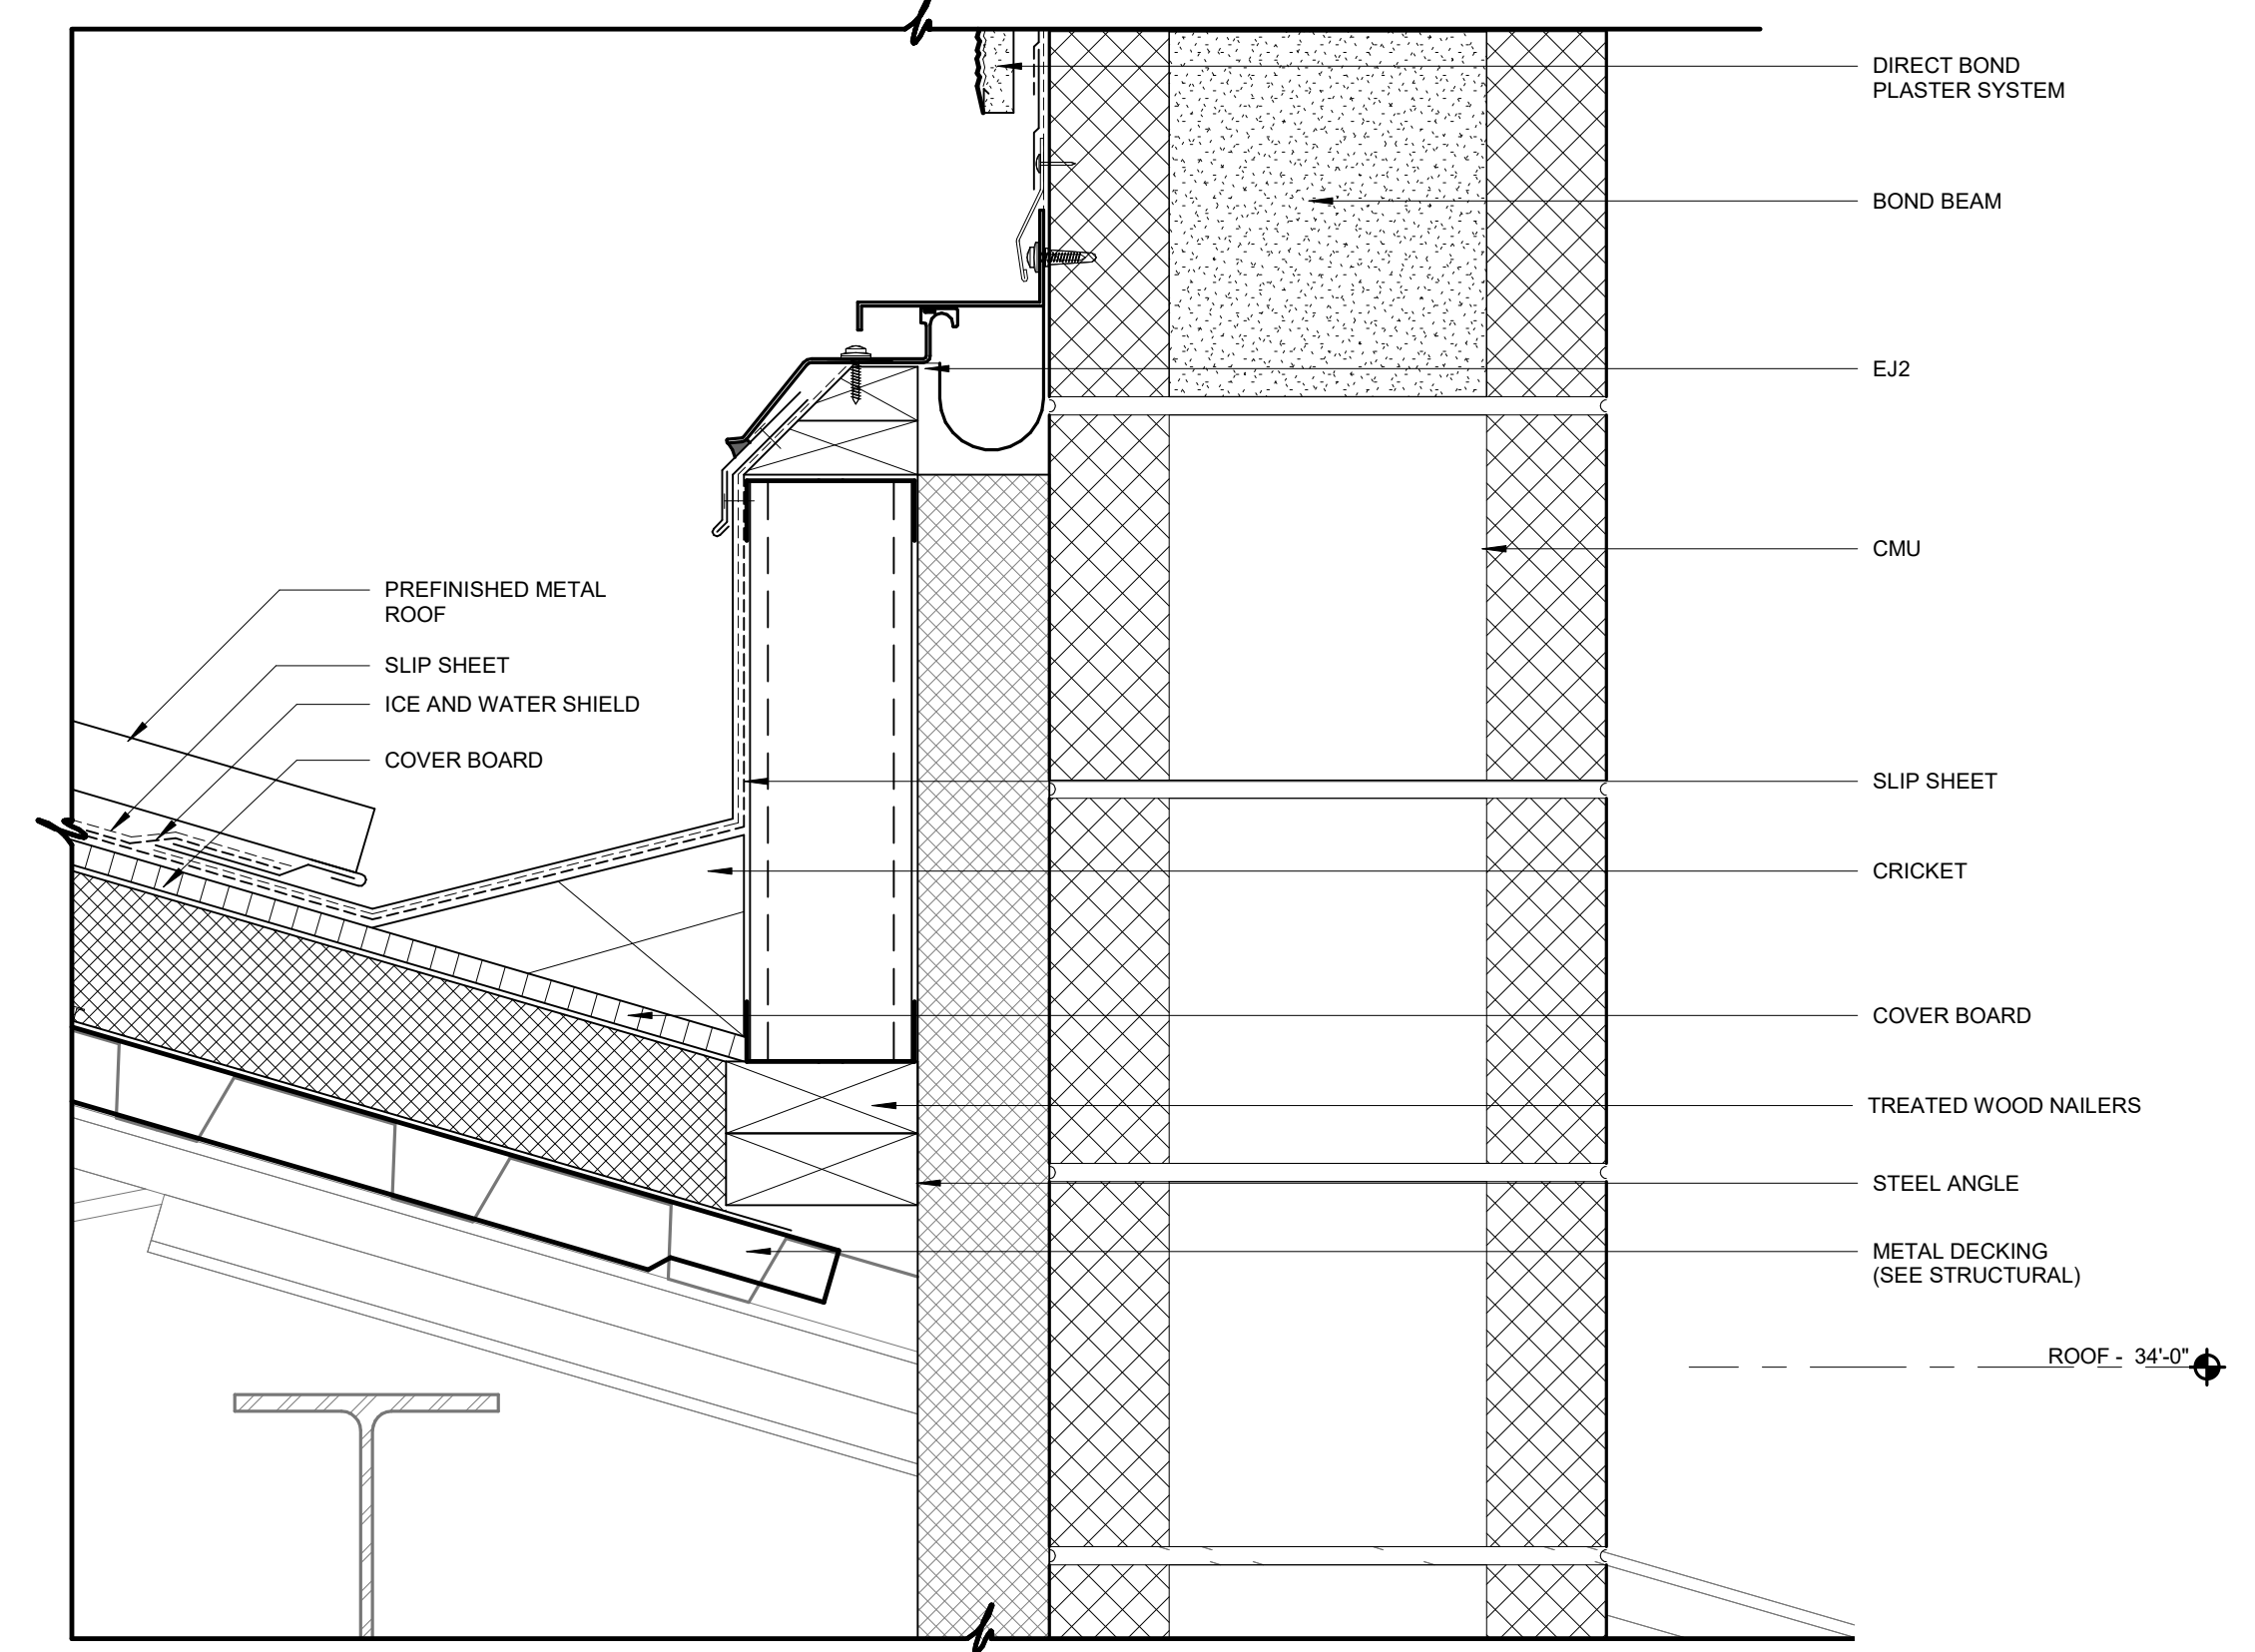 DIRECT BOND
PLASTER SYSTEM
BOND BEAM
EJ2
CMU
PREFINISHED METAL
ROOF
SLIP SHEET
ICE AND WATER SHIELD
COVER BOARD
SLIP SHEET
CRICKET
COVER BOARD
TREATED WOOD NAILERS
STEEL ANGLE
METAL DECKING
(SEE STRUCTURAL)
ROOF - 34'-0"